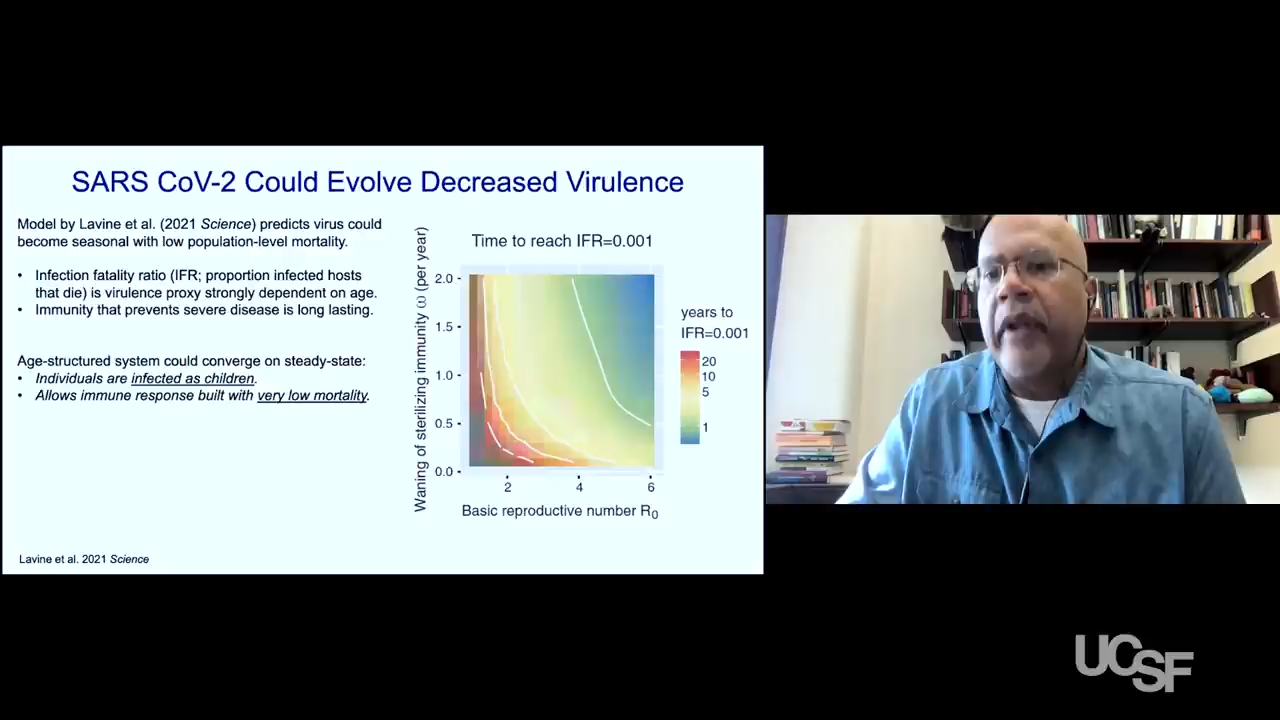 SARS CoV-2 Could Evolve Decreased Virulence
Model by Lavine et al. (2021 Science) predicts virus could
become seasonal with low population-level mortality.
• Infection fatality ratio (IFR; proportion infected hosts
that die) is virulence proxy strongly dependent on age.
• Immunity that prevents severe disease is long lasting.
Age-structured system could converge on steady-state:
• Individuals are infected as children.
• Allows immune response built with very low mortality.
Lavine et al. 2021 Science
Time to reach IFR=0.001
Waning of sterilizing immunity ω (per year)
2.0
1.5
1.0
0.5
0.0
2 4 6
Basic reproductive number R0
years to
IFR=0.001
20
10
5
1
UCSF